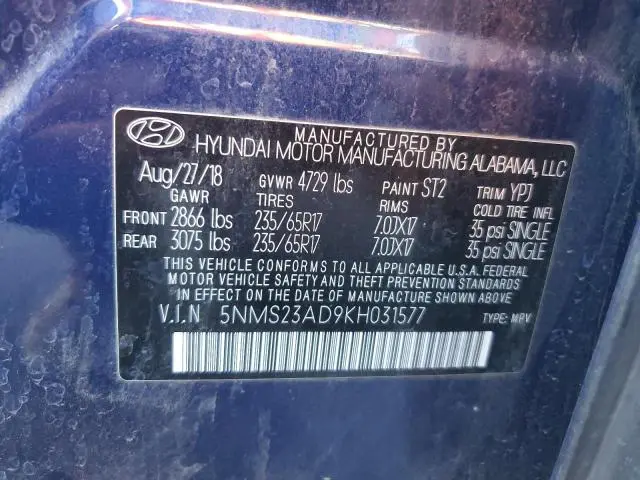 MANUFACTURED BY
HYUNDAI MOTOR MANUFACTURING ALABAMA, LLC
Aug/27/18 GVWR 4729 lbs PAINT ST2 TRIM YPJ
GAWR TIRES RIMS COLD TIRE INFL
FRONT 2866 lbs 235/65R17 7.0JX17 35 psi SINGLE
REAR 3075 lbs 235/65R17 7.0JX17 35 psi SINGLE
THIS VEHICLE CONFORMS TO ALL APPLICABLE U.S.A. FEDERAL
MOTOR VEHICLE SAFETY AND THEFT PREVENTION STANDARDS
IN EFFECT ON THE DATE OF MANUFACTURE SHOWN ABOVE.
V.I.N 5NMS23AD9KH031577 TYPE: MPV